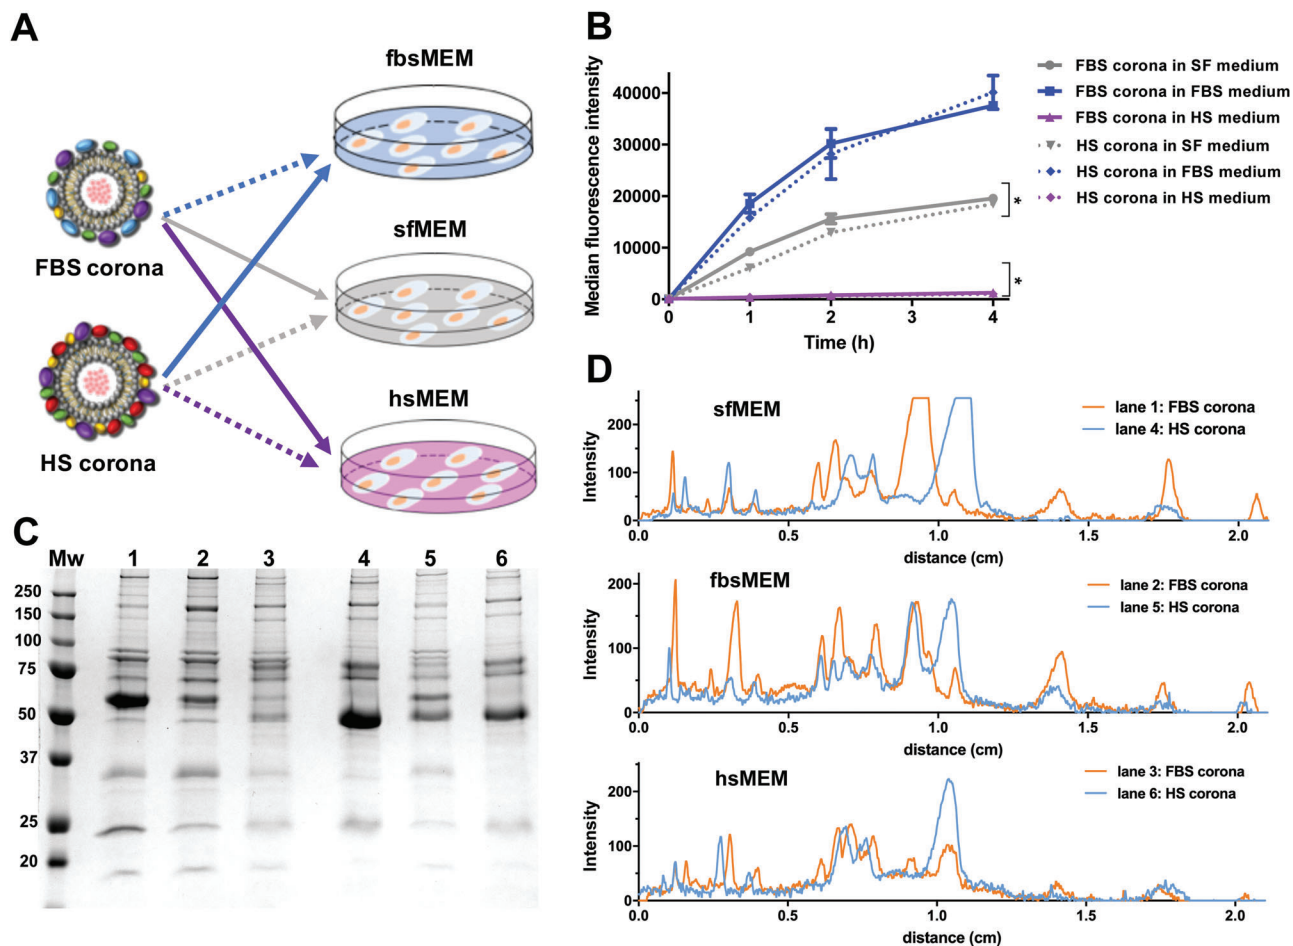 A
fbsMEM
FBS corona
sfMEM
HS corona
hsMEM
B
Median fluorescence intensity
40000
30000
20000
10000
0
0 1 2 3 4
Time (h)
FBS corona in SF medium
FBS corona in FBS medium
FBS corona in HS medium
HS corona in SF medium
HS corona in FBS medium
HS corona in HS medium
*
*
C
Mw 1 2 3 4 5 6
250
150
100
75
50
37
25
20
D
sfMEM
lane 1: FBS corona
lane 4: HS corona
Intensity
200
100
0
0.0 0.5 1.0 1.5 2.0
distance (cm)
fbsMEM
lane 2: FBS corona
lane 5: HS corona
Intensity
200
100
0
0.0 0.5 1.0 1.5 2.0
distance (cm)
hsMEM
lane 3: FBS corona
lane 6: HS corona
Intensity
200
100
0
0.0 0.5 1.0 1.5 2.0
distance (cm)